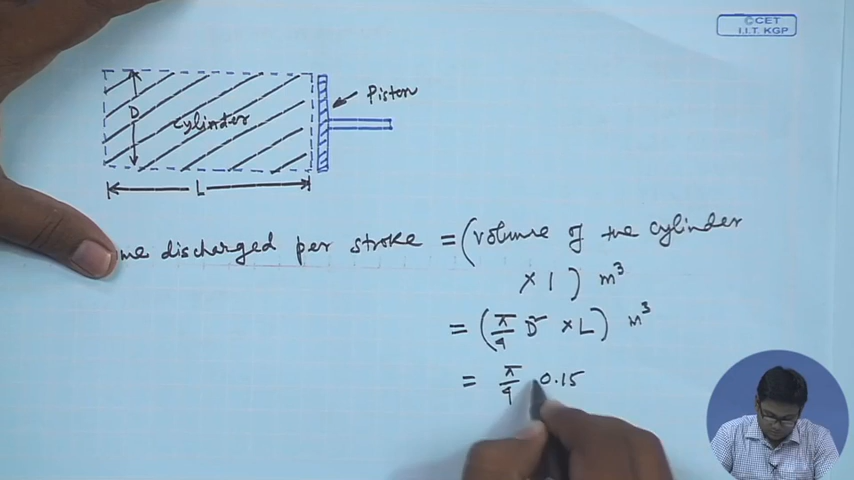 © CET
I.I.T. KGP
Piston
D
cylinder
L
me discharged per stroke = (volume of the cylinder
× 1) m³
= (π/4 D² × L) m³
= π/4 0.15